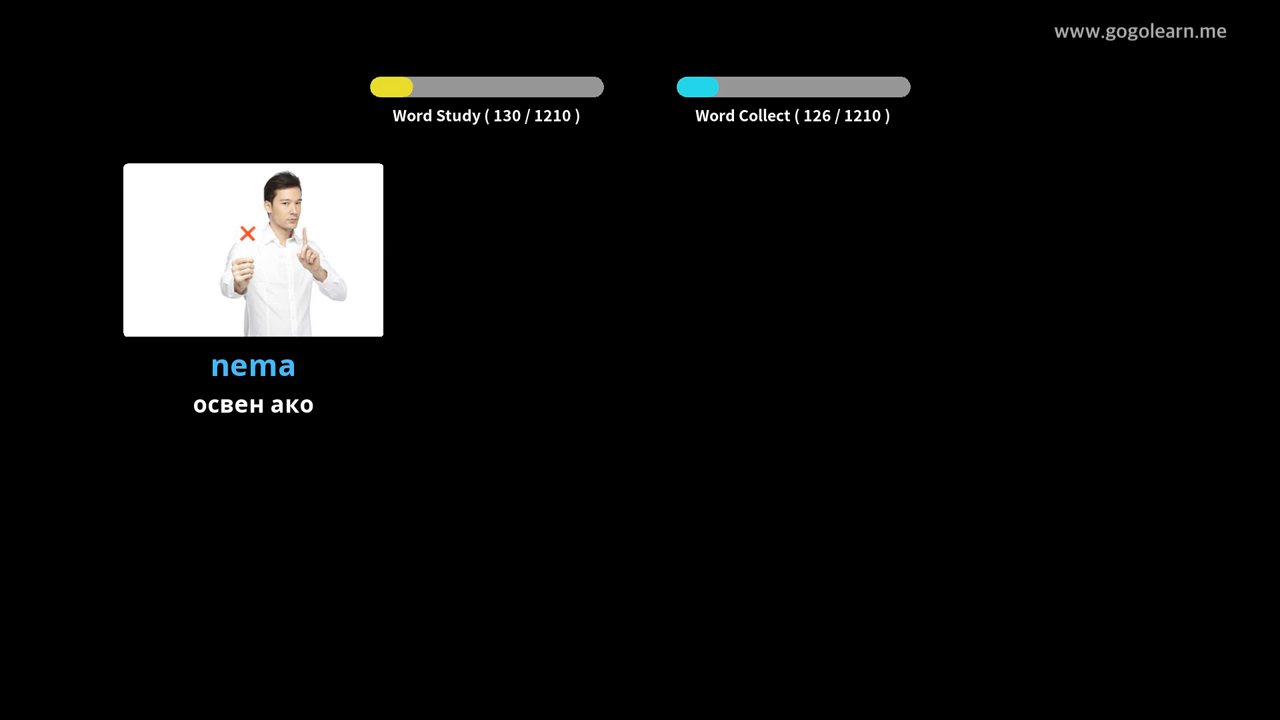 www.gogolearn.me
Word Study ( 130 / 1210 )
Word Collect ( 126 / 1210 )
nema
освен ако